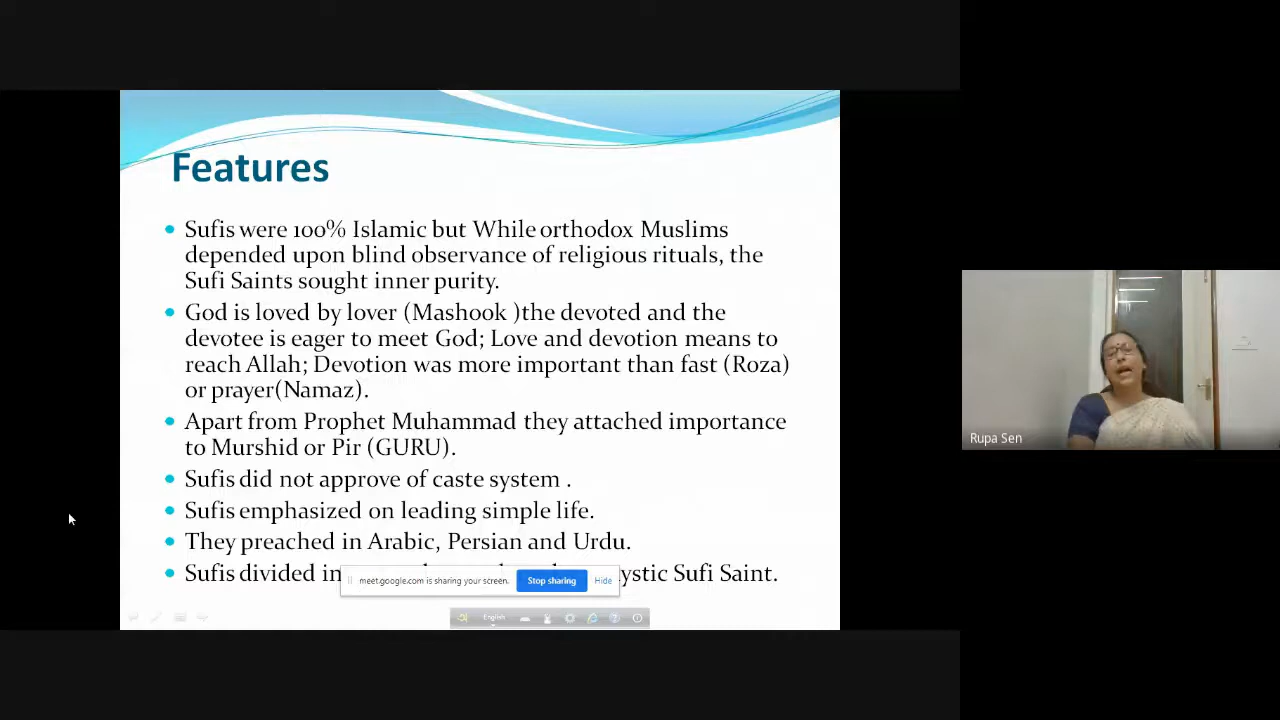 Features
Sufis were 100% Islamic but While orthodox Muslims
depended upon blind observance of religious rituals, the
Sufi Saints sought inner purity.
God is loved by lover (Mashook )the devoted and the
devotee is eager to meet God; Love and devotion means to
reach Allah; Devotion was more important than fast (Roza)
or prayer(Namaz).
Apart from Prophet Muhammad they attached importance
to Murshid or Pir (GURU).
Sufis did not approve of caste system .
Sufis emphasized on leading simple life.
They preached in Arabic, Persian and Urdu.
Sufis divided Sufi Saint.
meet.google.com is sharing your screen. Stop sharing Hide
English
Rupa Sen